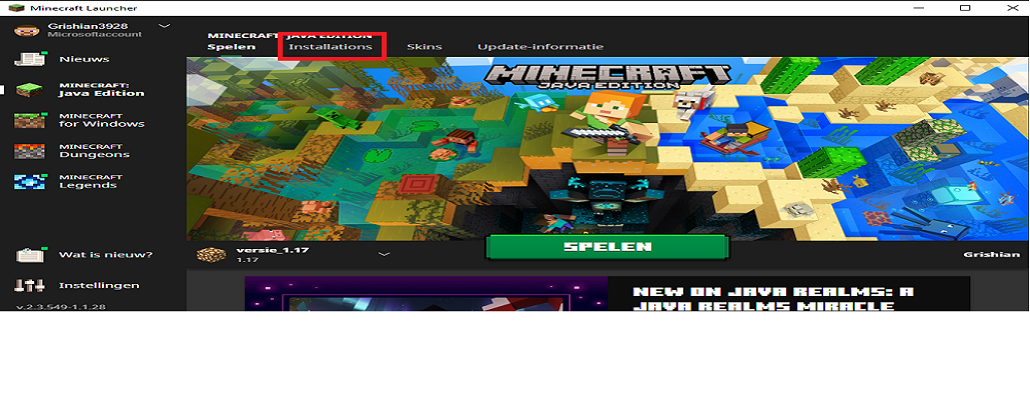 Minecraft Launcher
Grishian3928
Microsoftaccount
Nieuws
MINECRAFT:
Java Edition
MINECRAFT
for Windows
MINECRAFT
Dungeons
MINECRAFT
Legends
Wat is nieuw?
Instellingen
v.2.3.549-1.1.28
MINECRAFT: JAVA EDITION
Spelen Installations Skins Update-informatie
MINECRAFT
JAVA EDITION
versie_1.17
1.17
SPELEN
Grishian
NEW ON JAVA REALMS: A
JAVA REALMS MIRACLE